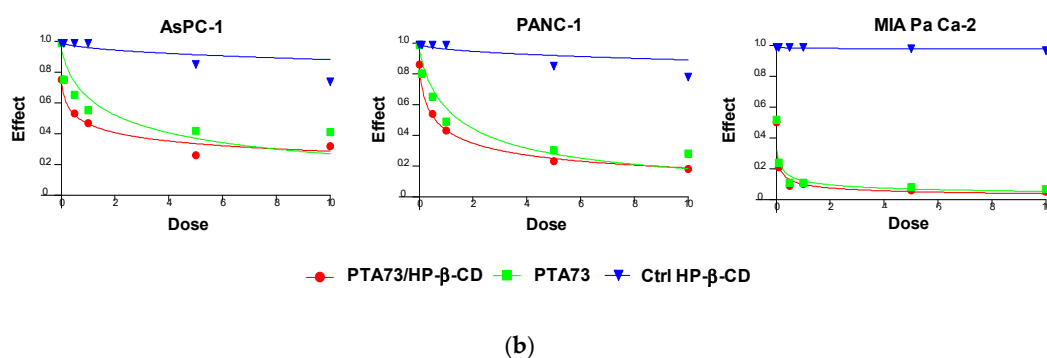 AsPC-1 PANC-1 MIA Pa Ca-2
Effect
1.0
0.8
0.6
0.4
0.2
0
0 2 4 6 8 10
Dose
Effect
1.0
0.8
0.6
0.4
0.2
0
0 2 4 6 8 10
Dose
Effect
1.0
0.8
0.6
0.4
0.2
0
0 2 4 6 8 10
Dose
PTA73/HP-β-CD PTA73 Ctrl HP-β-CD
(b)